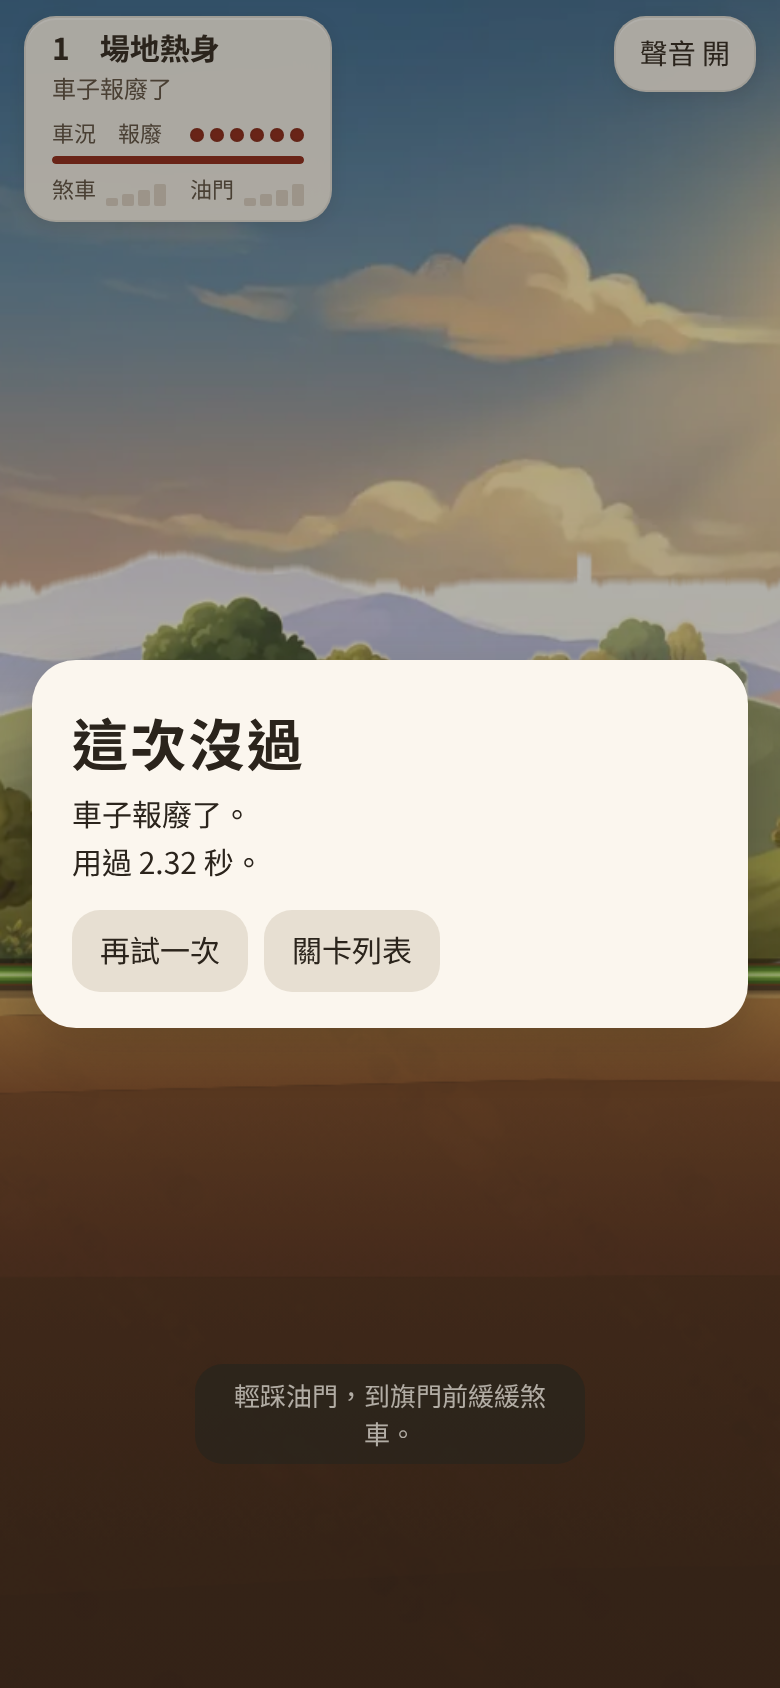 1 場地熱身
聲音 開
車子報廢了
車況 報廢
煞車 油門
這次沒過
車子報廢了。
用過 2.32 秒。
再試一次 關卡列表
輕踩油門，到旗門前緩緩煞
車。